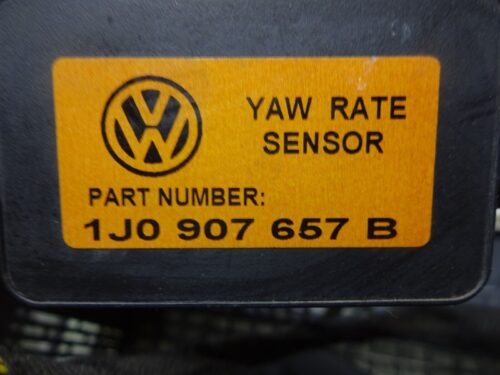 YAW RATE
SENSOR
PART NUMBER:
1J0 907 657 B